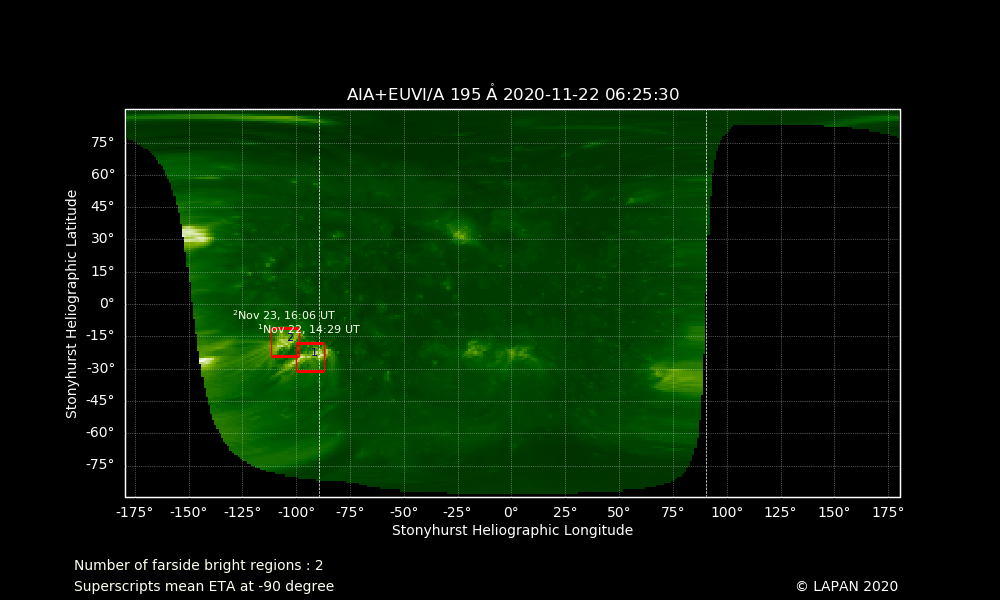 AIA+EUVI/A 195 Å 2020-11-22 06:25:30
Stonyhurst Heliographic Latitude
75°
60°
45°
30°
15°
0°
-15°
-30°
-45°
-60°
-75°
²Nov 23, 16:06 UT
¹Nov 22, 14:29 UT
2
1
-175° -150° -125° -100° -75° -50° -25° 0° 25° 50° 75° 100° 125° 150° 175°
Stonyhurst Heliographic Longitude
Number of farside bright regions : 2
Superscripts mean ETA at -90 degree
© LAPAN 2020